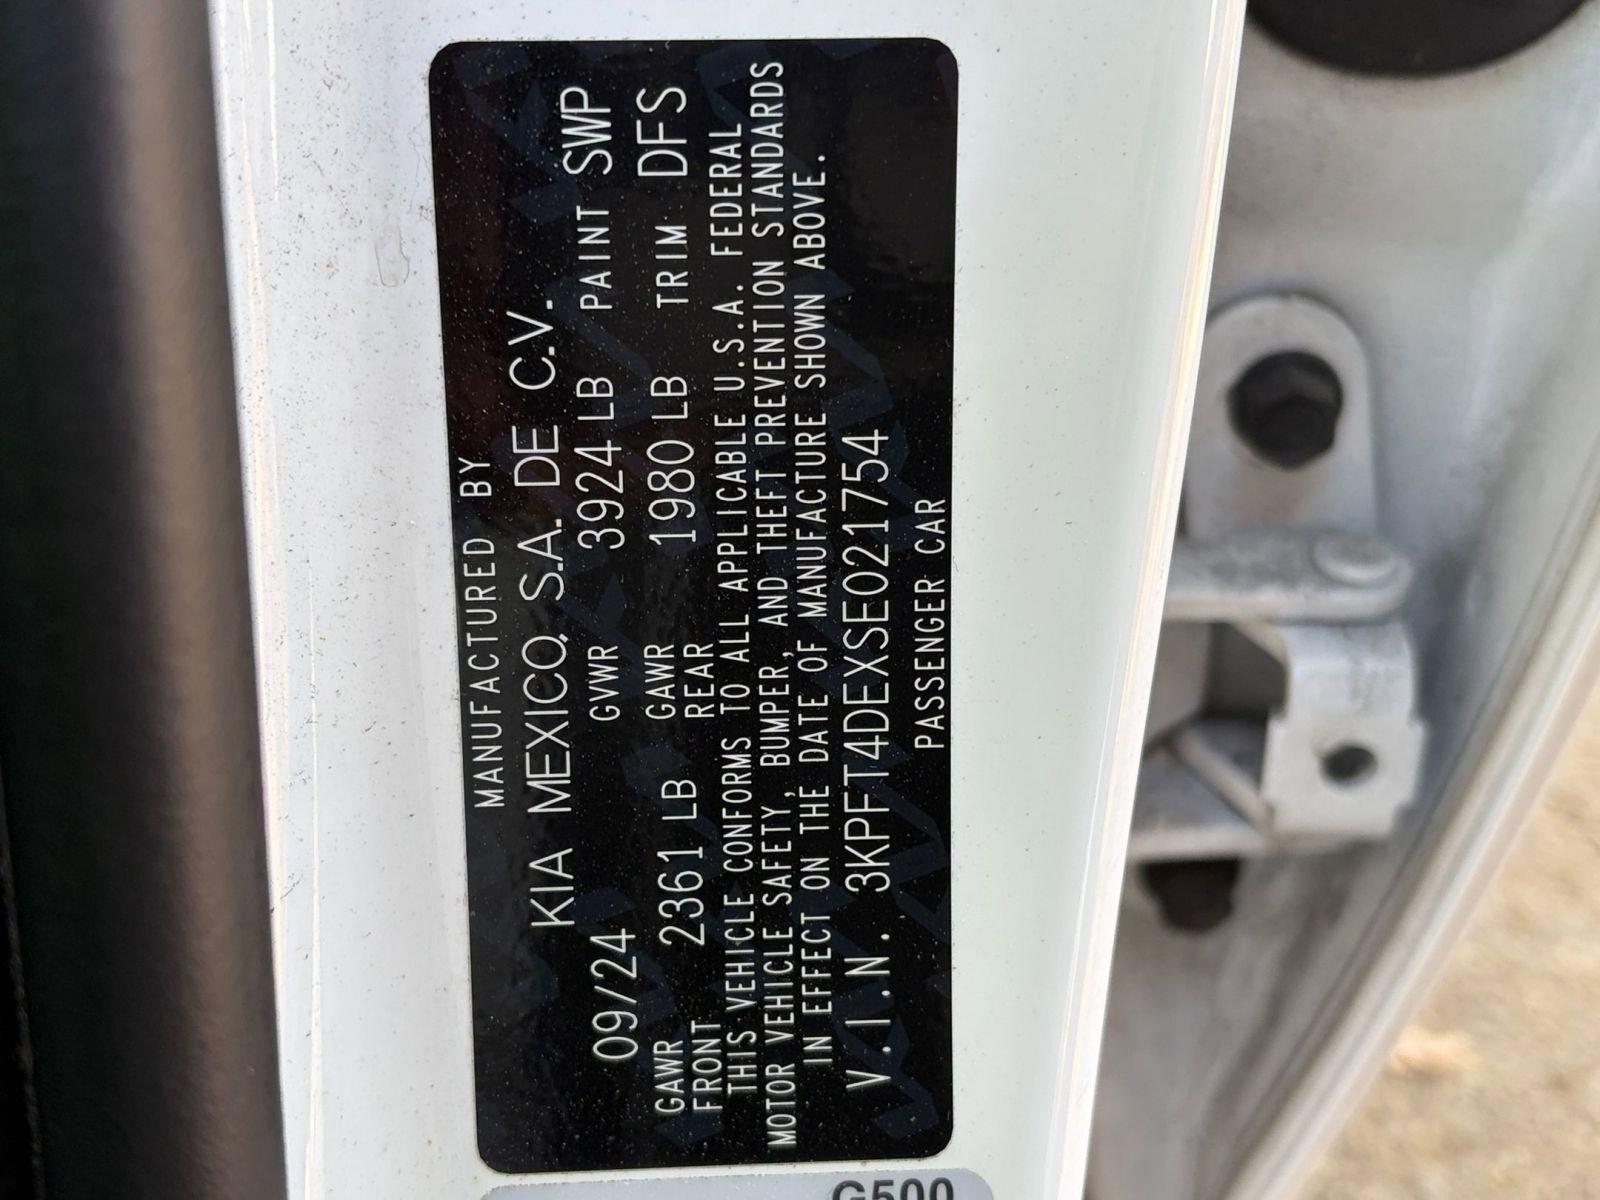 MANUFACTURED BY
KIA MEXICO, S.A. DE C.V.
09/24 GVWR 3924 LB PAINT SWP
GAWR FRONT 2361 LB GAWR REAR 1980 LB TRIM DFS
THIS VEHICLE CONFORMS TO ALL APPLICABLE U.S.A. FEDERAL
MOTOR VEHICLE SAFETY, BUMPER, AND THEFT PREVENTION STANDARDS
IN EFFECT ON THE DATE OF MANUFACTURE SHOWN ABOVE.
V.I.N. 3KPFT4DEXSE021754
PASSENGER CAR
G500